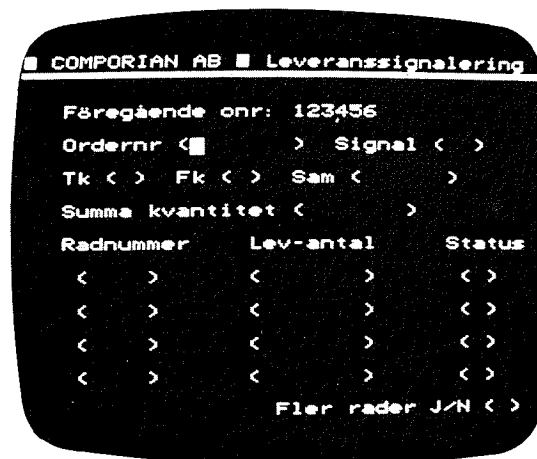 ■ COMPORIAN AB ■ Leveranssignalering
Föregående onr: 123456
Ordernr <■ > Signal < >
Tk < > Fk < > Sam < >
Summa kvantitet < >
Radnummer Lev-antal Status
< > < > < >
< > < > < >
< > < > < >
< > < > < >
Fler rader J/N < >